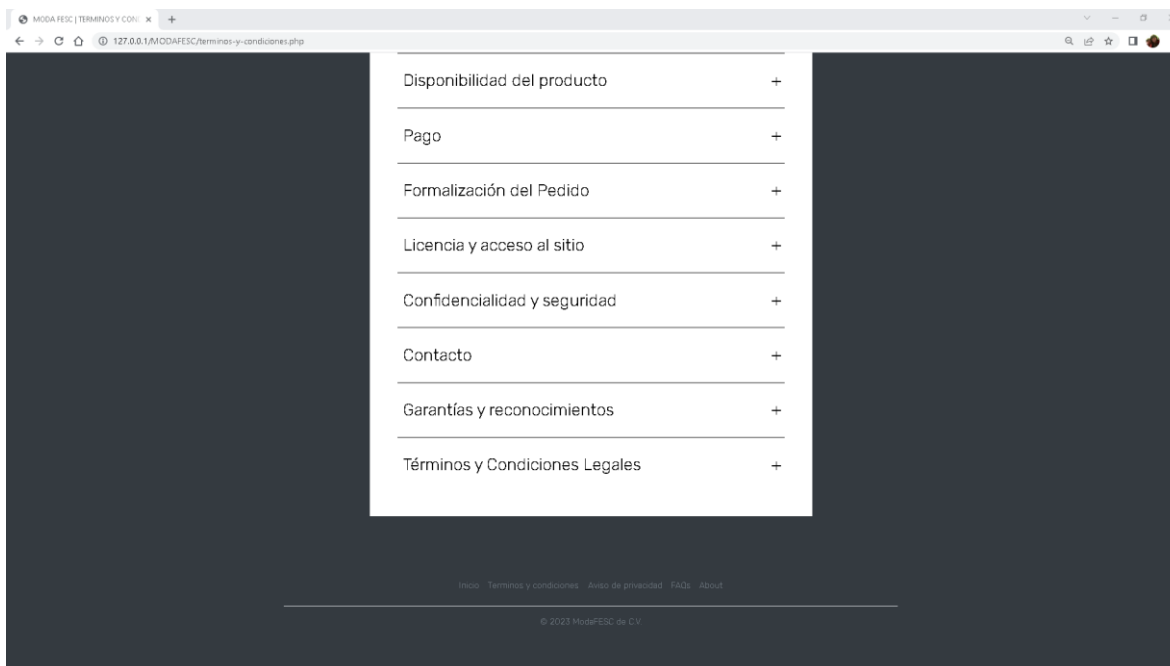 MODA FESC | TERMINOS Y CON
127.0.0.1/MODAFESC/terminos-y-condiciones.php
Disponibilidad del producto +
Pago +
Formalización del Pedido +
Licencia y acceso al sitio +
Confidencialidad y seguridad +
Contacto +
Garantías y reconocimientos +
Términos y Condiciones Legales +
Inicio Terminos y condiciones Aviso de privacidad FAQs About
© 2023 ModaFESC de C.V